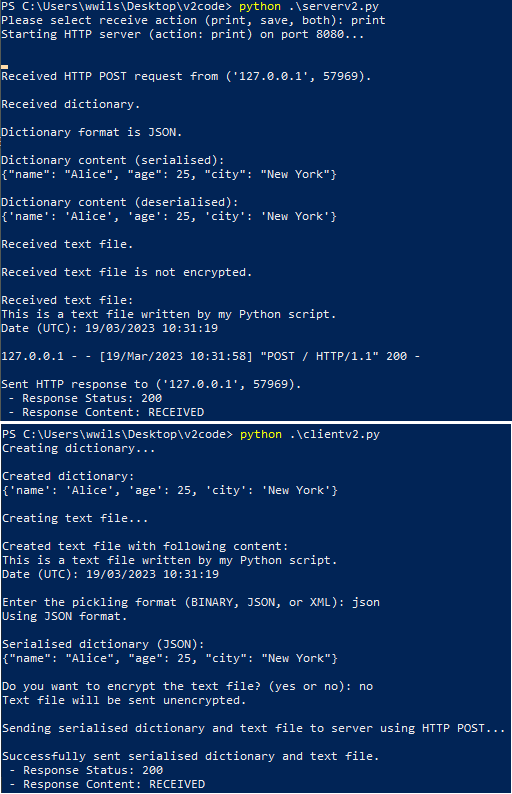 PS C:\Users\wwils\Desktop\v2code> python .\serverv2.py
Please select receive action (print, save, both): print
Starting HTTP server (action: print) on port 8080...
Received HTTP POST request from ('127.0.0.1', 57969).
Received dictionary.
Dictionary format is JSON.
Dictionary content (serialised):
{"name": "Alice", "age": 25, "city": "New York"}
Dictionary content (deserialised):
{'name': 'Alice', 'age': 25, 'city': 'New York'}
Received text file.
Received text file is not encrypted.
Received text file:
This is a text file written by my Python script.
Date (UTC): 19/03/2023 10:31:19
127.0.0.1 - - [19/Mar/2023 10:31:58] "POST / HTTP/1.1" 200 -
Sent HTTP response to ('127.0.0.1', 57969).
 - Response Status: 200
 - Response Content: RECEIVED
PS C:\Users\wwils\Desktop\v2code> python .\clientv2.py
Creating dictionary...
Created dictionary:
{'name': 'Alice', 'age': 25, 'city': 'New York'}
Creating text file...
Created text file with following content:
This is a text file written by my Python script.
Date (UTC): 19/03/2023 10:31:19
Enter the pickling format (BINARY, JSON, or XML): json
Using JSON format.
Serialised dictionary (JSON):
{"name": "Alice", "age": 25, "city": "New York"}
Do you want to encrypt the text file? (yes or no): no
Text file will be sent unencrypted.
Sending serialised dictionary and text file to server using HTTP POST...
Successfully sent serialised dictionary and text file.
 - Response Status: 200
 - Response Content: RECEIVED